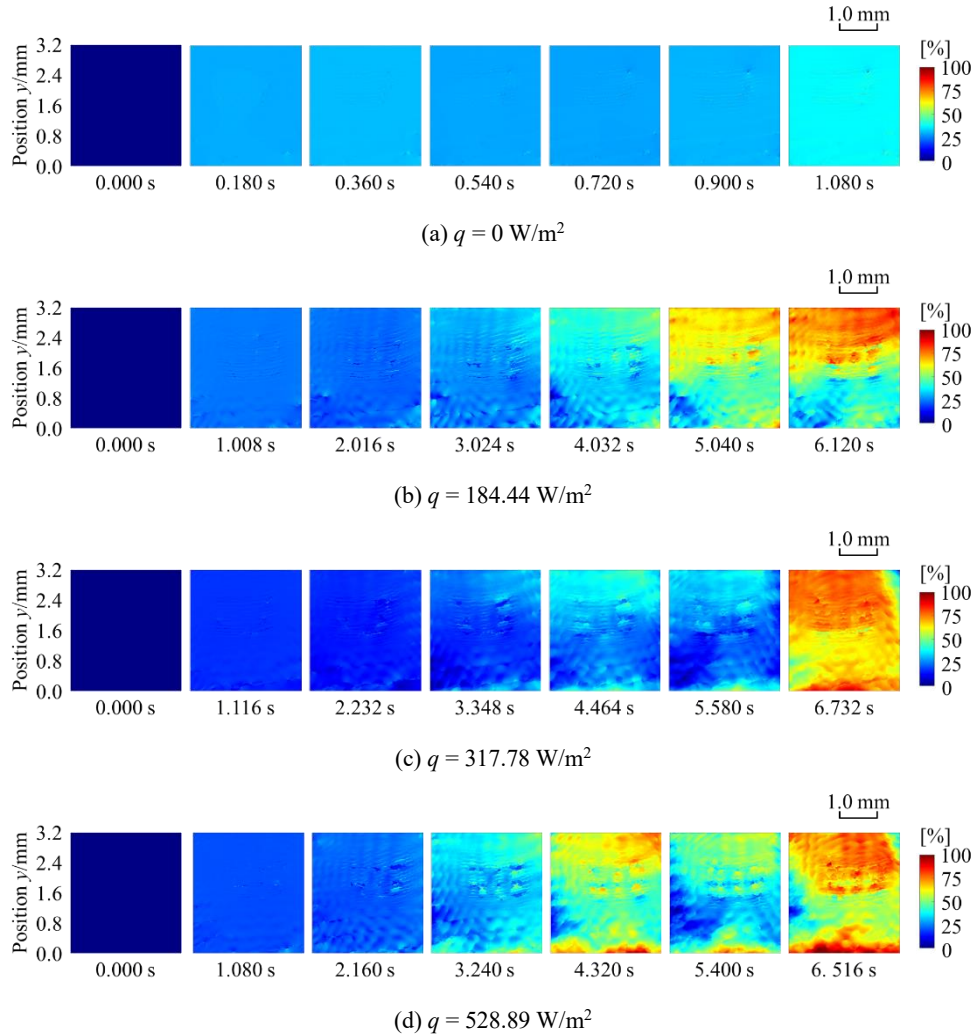 1.0 mm
[%]
Position y/mm
3.2
2.4
1.6
0.8
0.0
100
75
50
25
0
0.000 s 0.180 s 0.360 s 0.540 s 0.720 s 0.900 s 1.080 s
(a) q = 0 W/m²
1.0 mm
[%]
Position y/mm
3.2
2.4
1.6
0.8
0.0
100
75
50
25
0
0.000 s 1.008 s 2.016 s 3.024 s 4.032 s 5.040 s 6.120 s
(b) q = 184.44 W/m²
1.0 mm
[%]
Position y/mm
3.2
2.4
1.6
0.8
0.0
100
75
50
25
0
0.000 s 1.116 s 2.232 s 3.348 s 4.464 s 5.580 s 6.732 s
(c) q = 317.78 W/m²
1.0 mm
[%]
Position y/mm
3.2
2.4
1.6
0.8
0.0
100
75
50
25
0
0.000 s 1.080 s 2.160 s 3.240 s 4.320 s 5.400 s 6. 516 s
(d) q = 528.89 W/m²